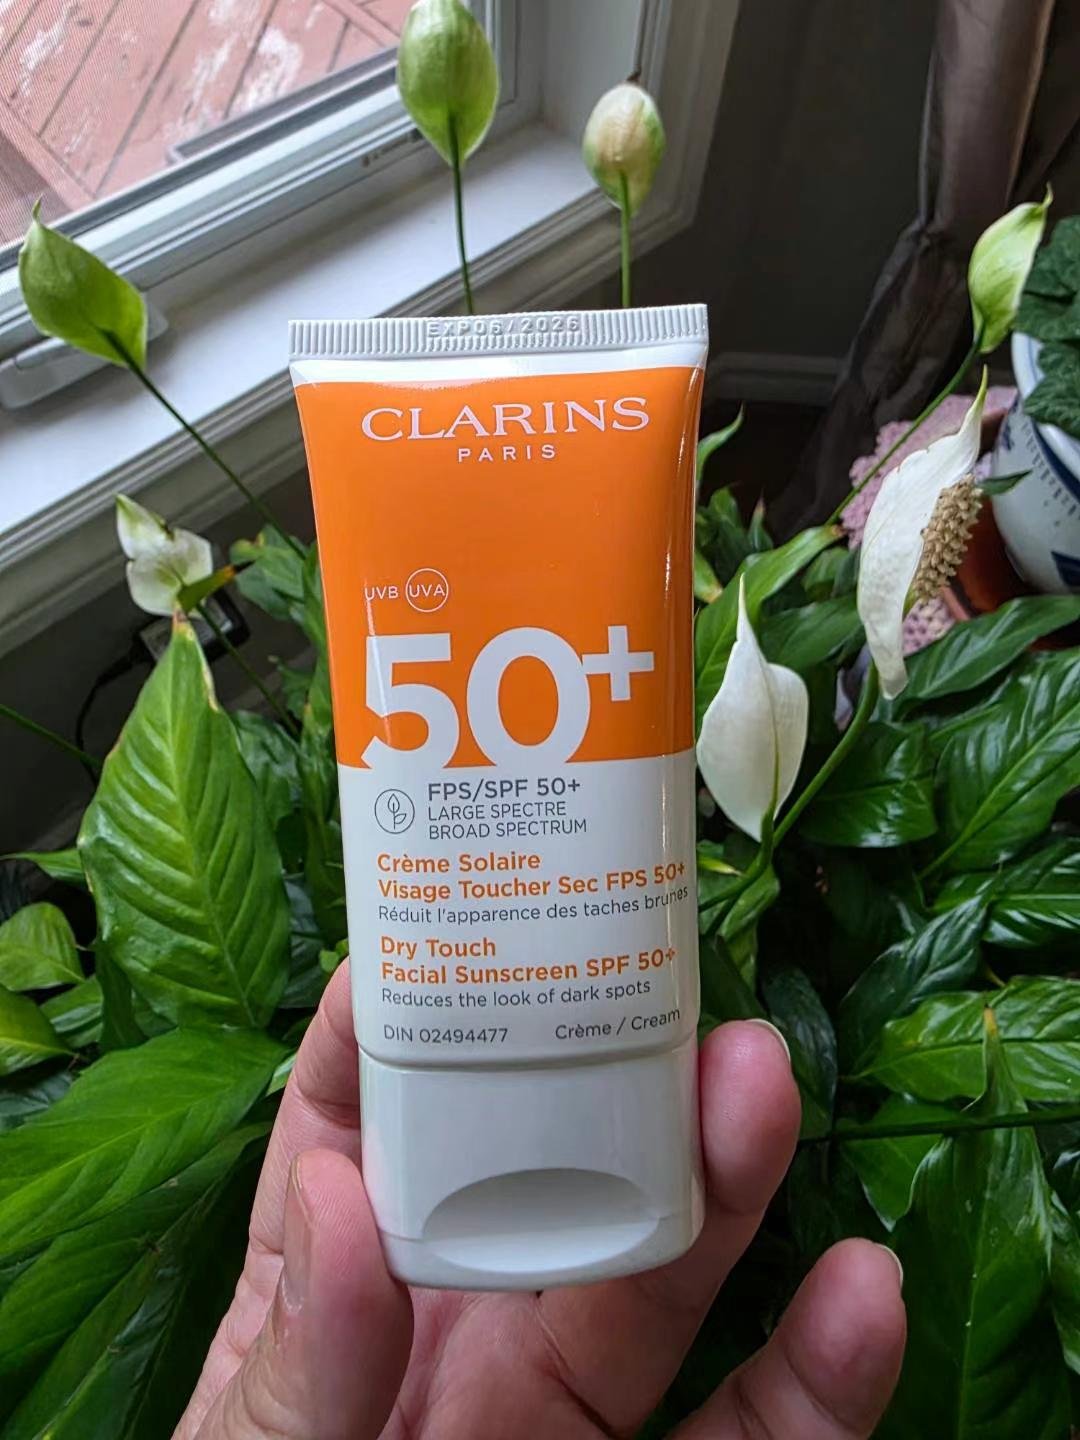 EXP06/2026
CLARINS
PARIS
UVB UVA
50+
FPS/SPF 50+
LARGE SPECTRE
BROAD SPECTRUM
Crème Solaire
Visage Toucher Sec FPS 50+
Réduit l'apparence des taches brunes
Dry Touch
Facial Sunscreen SPF 50+
Reduces the look of dark spots
DIN 02494477 Crème / Cream